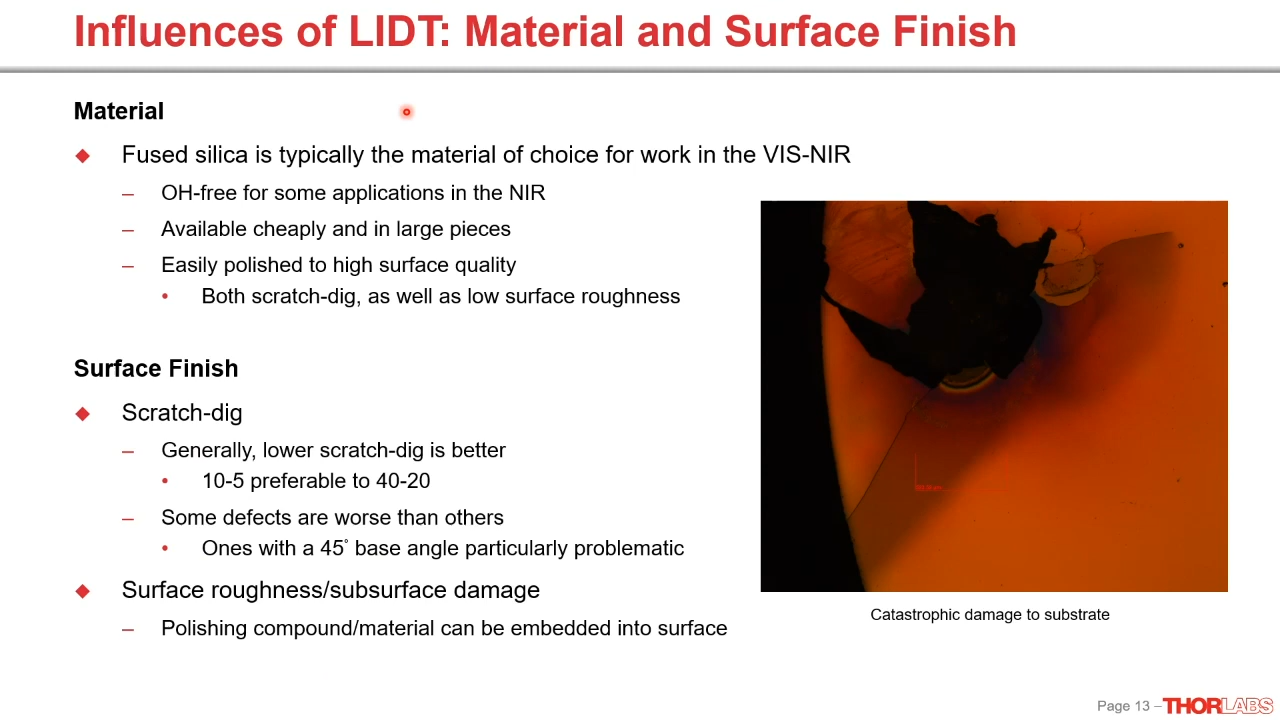 Influences of LIDT: Material and Surface Finish
Material
◆ Fused silica is typically the material of choice for work in the VIS-NIR
– OH-free for some applications in the NIR
– Available cheaply and in large pieces
– Easily polished to high surface quality
• Both scratch-dig, as well as low surface roughness
Surface Finish
◆ Scratch-dig
– Generally, lower scratch-dig is better
• 10-5 preferable to 40-20
– Some defects are worse than others
• Ones with a 45° base angle particularly problematic
◆ Surface roughness/subsurface damage
– Polishing compound/material can be embedded into surface
Catastrophic damage to substrate
Page 13 – THORLABS